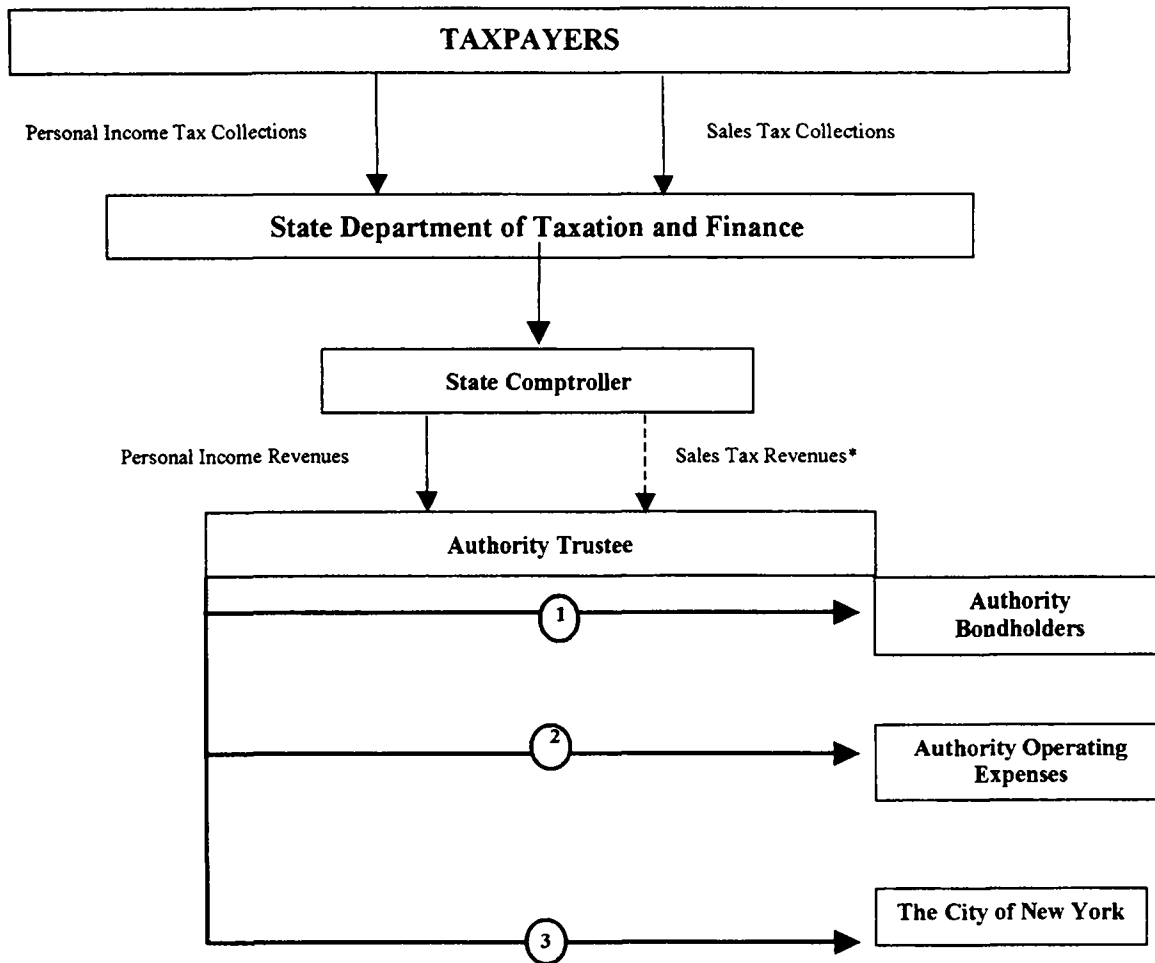 TAXPAYERS
Personal Income Tax Collections
Sales Tax Collections
State Department of Taxation and Finance
State Comptroller
Personal Income Revenues
Sales Tax Revenues*
Authority Trustee
1
Authority
Bondholders
2
Authority Operating
Expenses
The City of New York
3